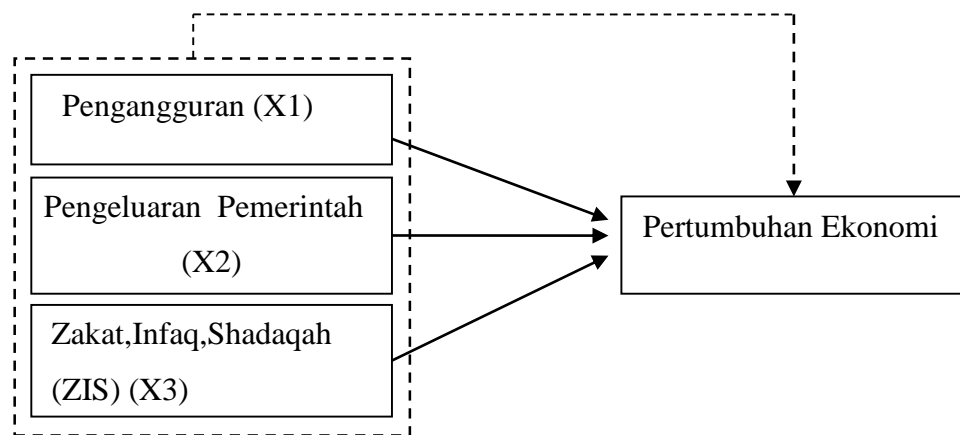 Pengangguran (X1)
Pengeluaran Pemerintah
(X2)
Zakat,Infaq,Shadaqah
(ZIS) (X3)
Pertumbuhan Ekonomi